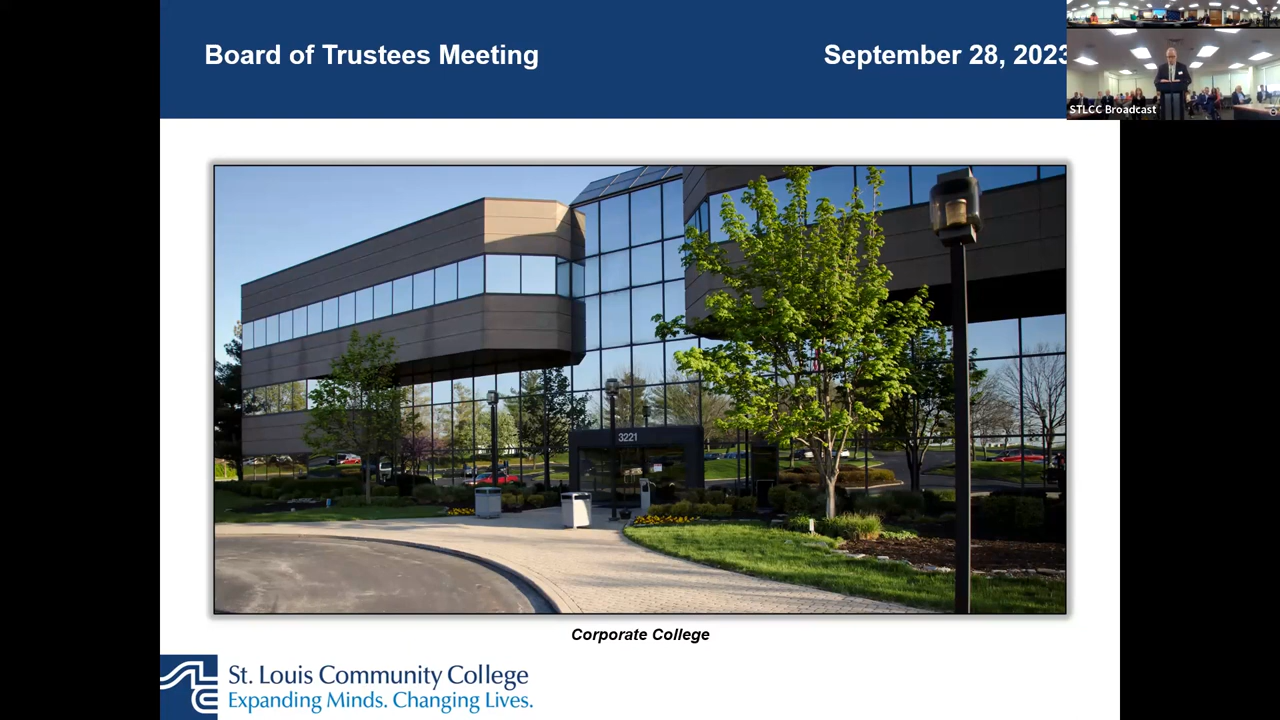 Board of Trustees Meeting
September 28, 2023
STLCC Broadcast
3221
Corporate College
St. Louis Community College
Expanding Minds. Changing Lives.